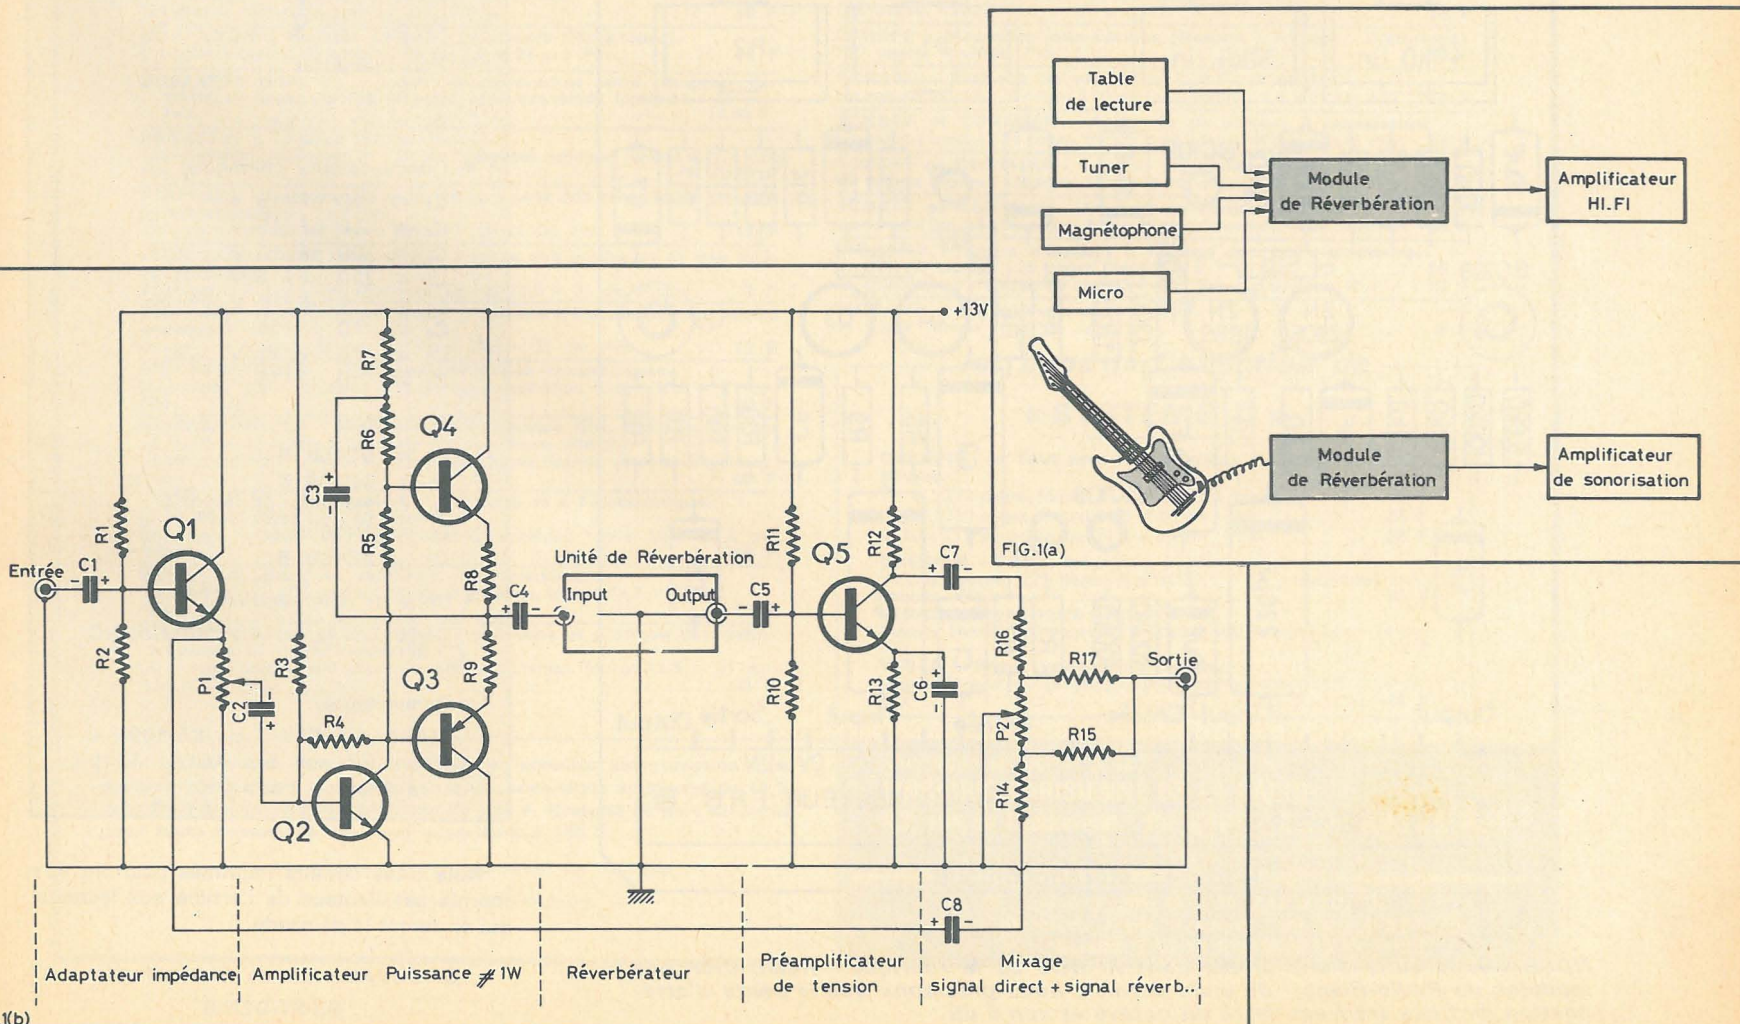 Table
de lecture
Tuner
Magnétophone
Micro
Module
de Réverbération
Amplificateur
HI.FI
Module
de Réverbération
Amplificateur
de sonorisation
FIG.1(a)
+13V
R7
R6
Q4
C3
+
-
R5
R1
Q1
Entrée
C1
-
+
R2
P1
C2
-
+
R3
R4
Q2
Q3
R8
R9
C4
+
-
Unité de Réverbération
Input
Output
C5
-
+
R11
R10
Q5
R12
R13
C6
+
-
C7
+
-
R16
P2
R14
R17
R15
Sortie
C8
+
-
Adaptateur impédance
Amplificateur Puissance ≠ 1W
Réverbérateur
Préamplificateur
de tension
Mixage
signal direct + signal réverb..
1(b)